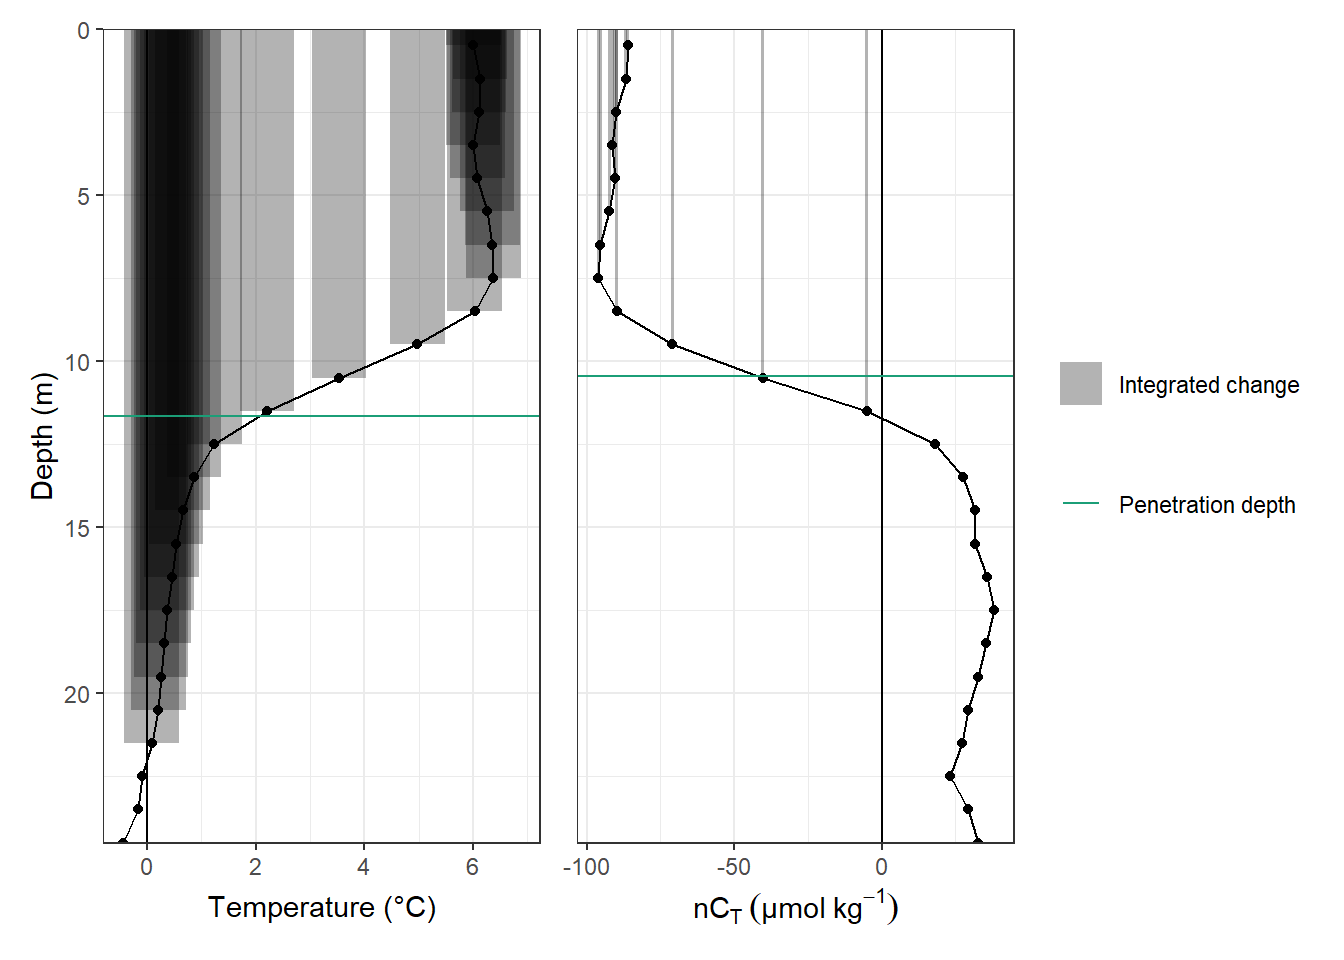 0
5
10
15
20
Depth (m)
0 2 4 6
Temperature (°C)
-100 -50 0
nC_T (µmol kg⁻¹)
Integrated change
Penetration depth